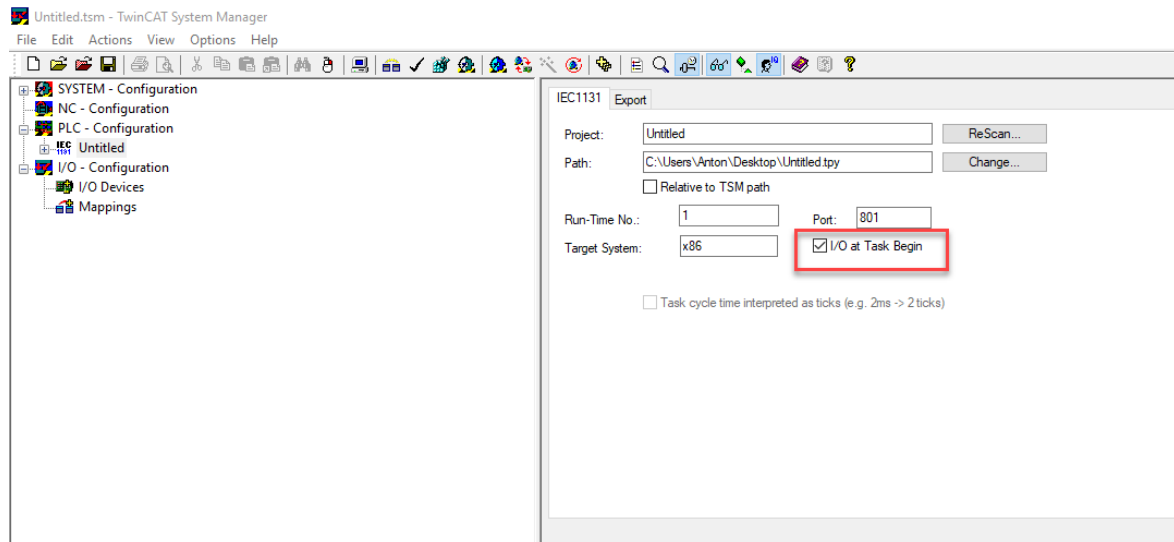 Untitled.tsm - TwinCAT System Manager
File Edit Actions View Options Help
SYSTEM - Configuration
NC - Configuration
PLC - Configuration
IEC 1131 Untitled
I/O - Configuration
I/O Devices
Mappings
IEC1131 Export
Project: Untitled ReScan...
Path: C:\Users\Anton\Desktop\Untitled.tpy Change...
Relative to TSM path
Run-Time No.: 1 Port: 801
Target System: x86 I/O at Task Begin
Task cycle time interpreted as ticks (e.g. 2ms -> 2 ticks)